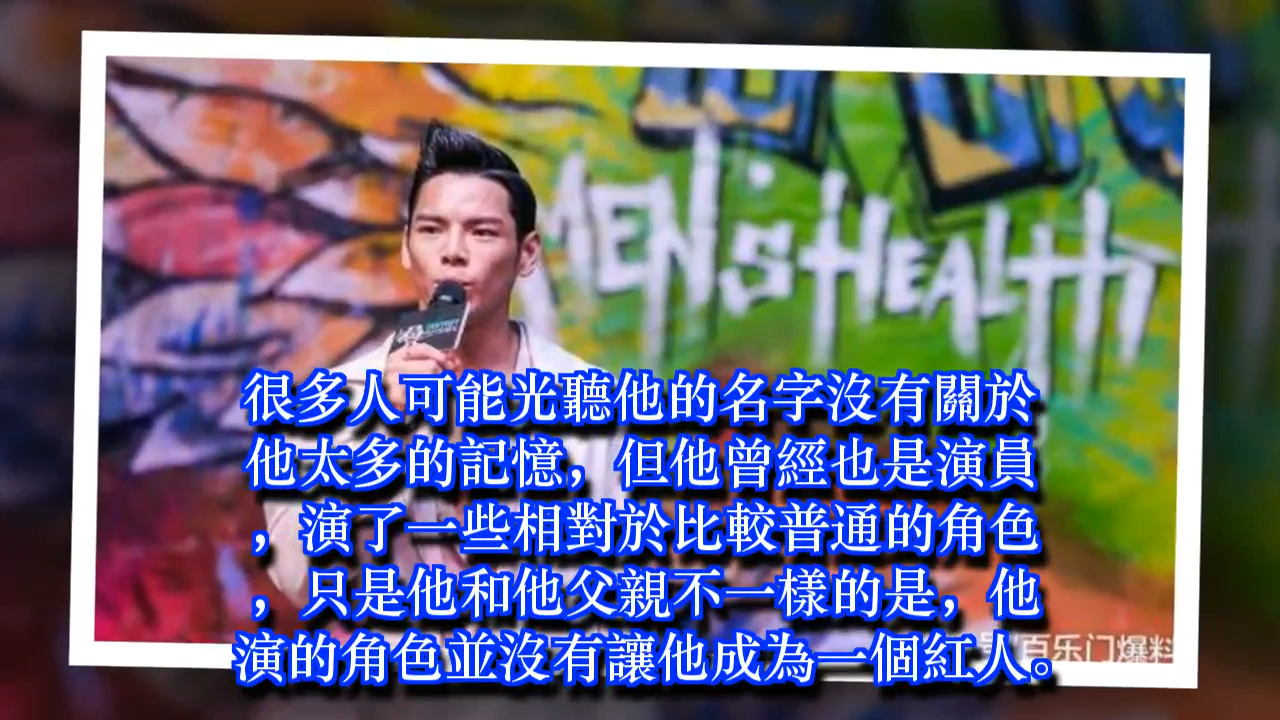 MEN'S HEALTH
很多人可能光聽他的名字沒有關於
他太多的記憶，但他曾經也是演員
，演了一些相對於比較普通的角色
，只是他和他父親不一樣的是，他
演的角色並沒有讓他成為一個紅人。
百乐门爆料